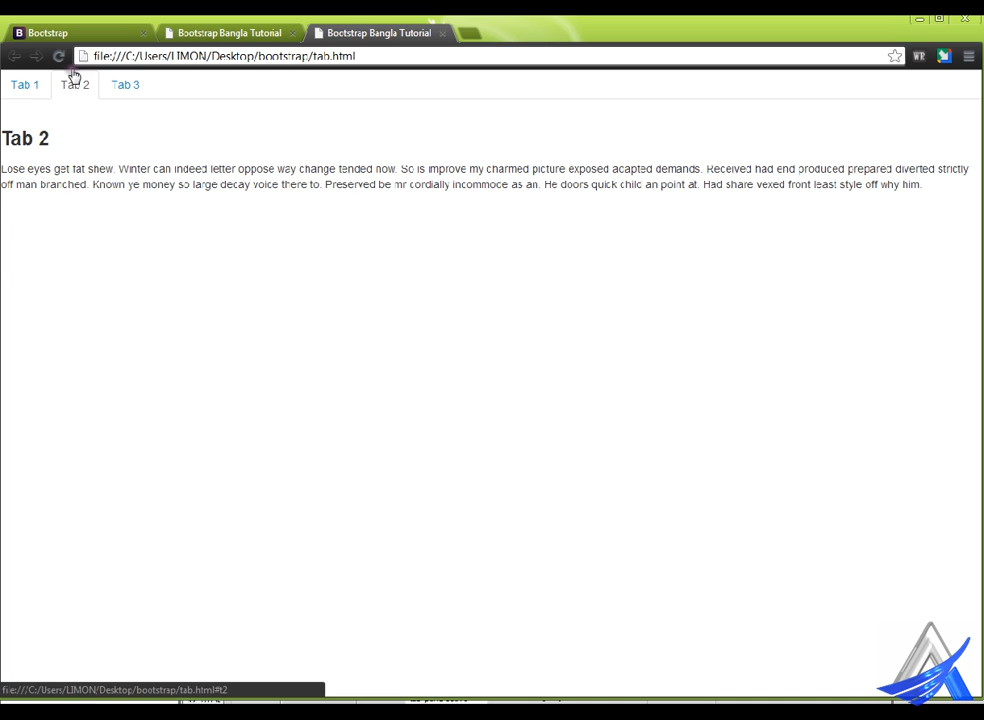 Bootstrap
Bootstrap Bangla Tutorial
Bootstrap Bangla Tutorial
file:///C:/Users/LIMON/Desktop/bootstrap/tab.html
WR
Tab 1
Tab 2
Tab 3
Tab 2
Lose eyes get fat shew. Winter can indeed letter oppose way change tended now. So is improve my charmed picture exposed adapted demands. Received had end produced prepared diverted strictly
off man branched. Known ye money so large decay voice there to. Preserved be mr cordially incommode as an. He doors quick child an point at. Had share vexed front least style off why him.
file:///C:/Users/LIMON/Desktop/bootstrap/tab.html#t2